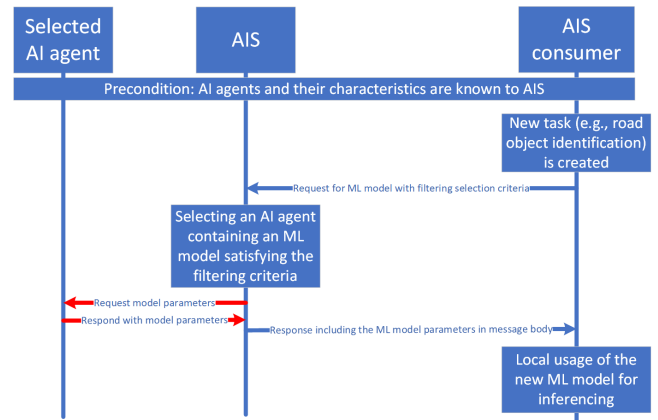 Selected
AI agent
AIS
AIS
consumer
Precondition: AI agents and their characteristics are known to AIS
New task (e.g., road
object identification)
is created
Request for ML model with filtering selection criteria
Selecting an AI agent
containing an ML
model satisfying the
filtering criteria
Request model parameters
Respond with model parameters
Response including the ML model parameters in message body
Local usage of the
new ML model for
inferencing